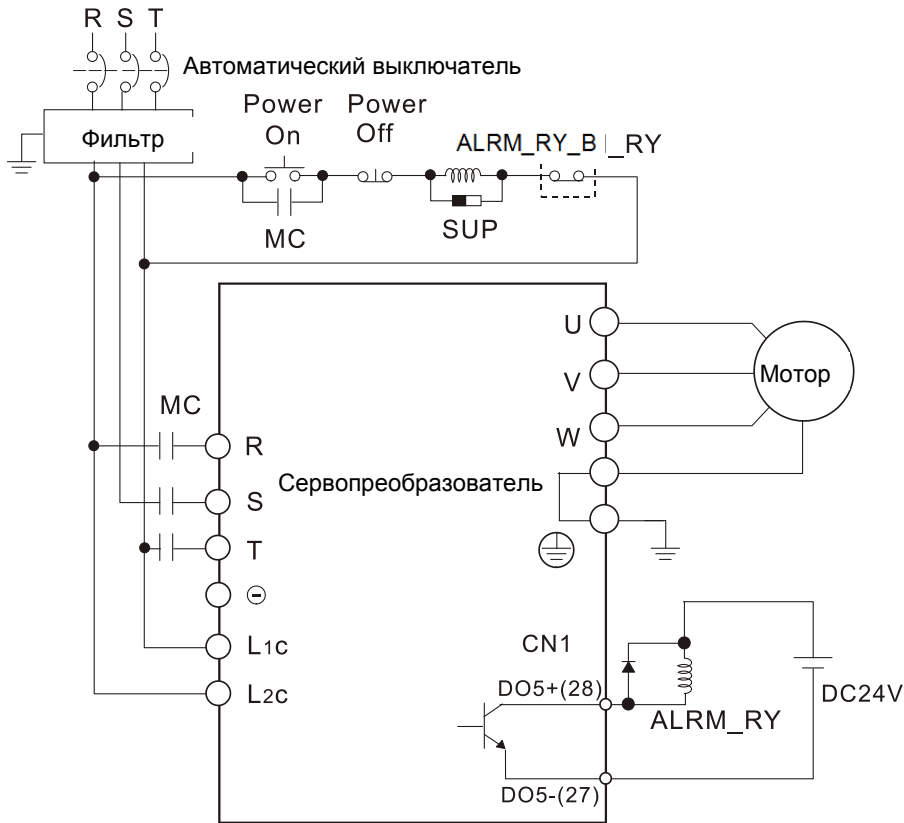 R S T
Автоматический выключатель
Power On
Power Off
Фильтр
ALRM_RY_B
_RY
MC
SUP
U
V
W
Мотор
MC
R
S
T
Сервопреобразователь
L1c
L2c
CN1
DO5+(28)
DO5-(27)
ALRM_RY
DC24V